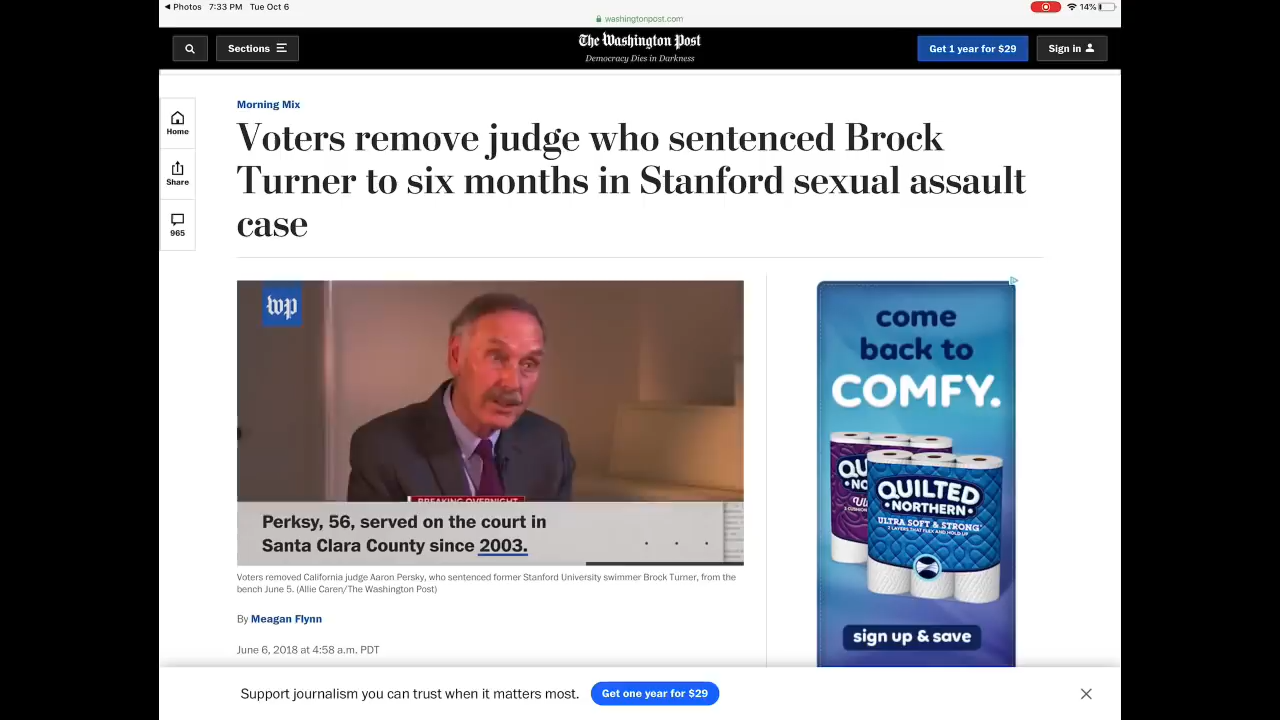 Photos 7:33 PM Tue Oct 6
14%
washingtonpost.com
Sections
The Washington Post
Democracy Dies in Darkness
Get 1 year for $29
Sign in
Home
Share
965
Morning Mix
Voters remove judge who sentenced Brock
Turner to six months in Stanford sexual assault
case
wp
BREAKING OVERNIGHT
Perksy, 56, served on the court in
Santa Clara County since 2003.
Voters removed California judge Aaron Persky, who sentenced former Stanford University swimmer Brock Turner, from the
bench June 5. (Allie Caren/The Washington Post)
By Meagan Flynn
June 6, 2018 at 4:58 a.m. PDT
come
back to
COMFY.
QUILTED
NORTHERN
ULTRA SOFT & STRONG
sign up & save
Support journalism you can trust when it matters most.
Get one year for $29